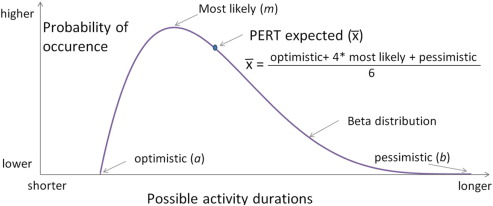 higher
Probability of
occurence
Most likely (m)
PERT expected (x̅)
x̅ = optimistic+ 4* most likely + pessimistic
6
Beta distribution
lower
optimistic (a)
pessimistic (b)
shorter
longer
Possible activity durations